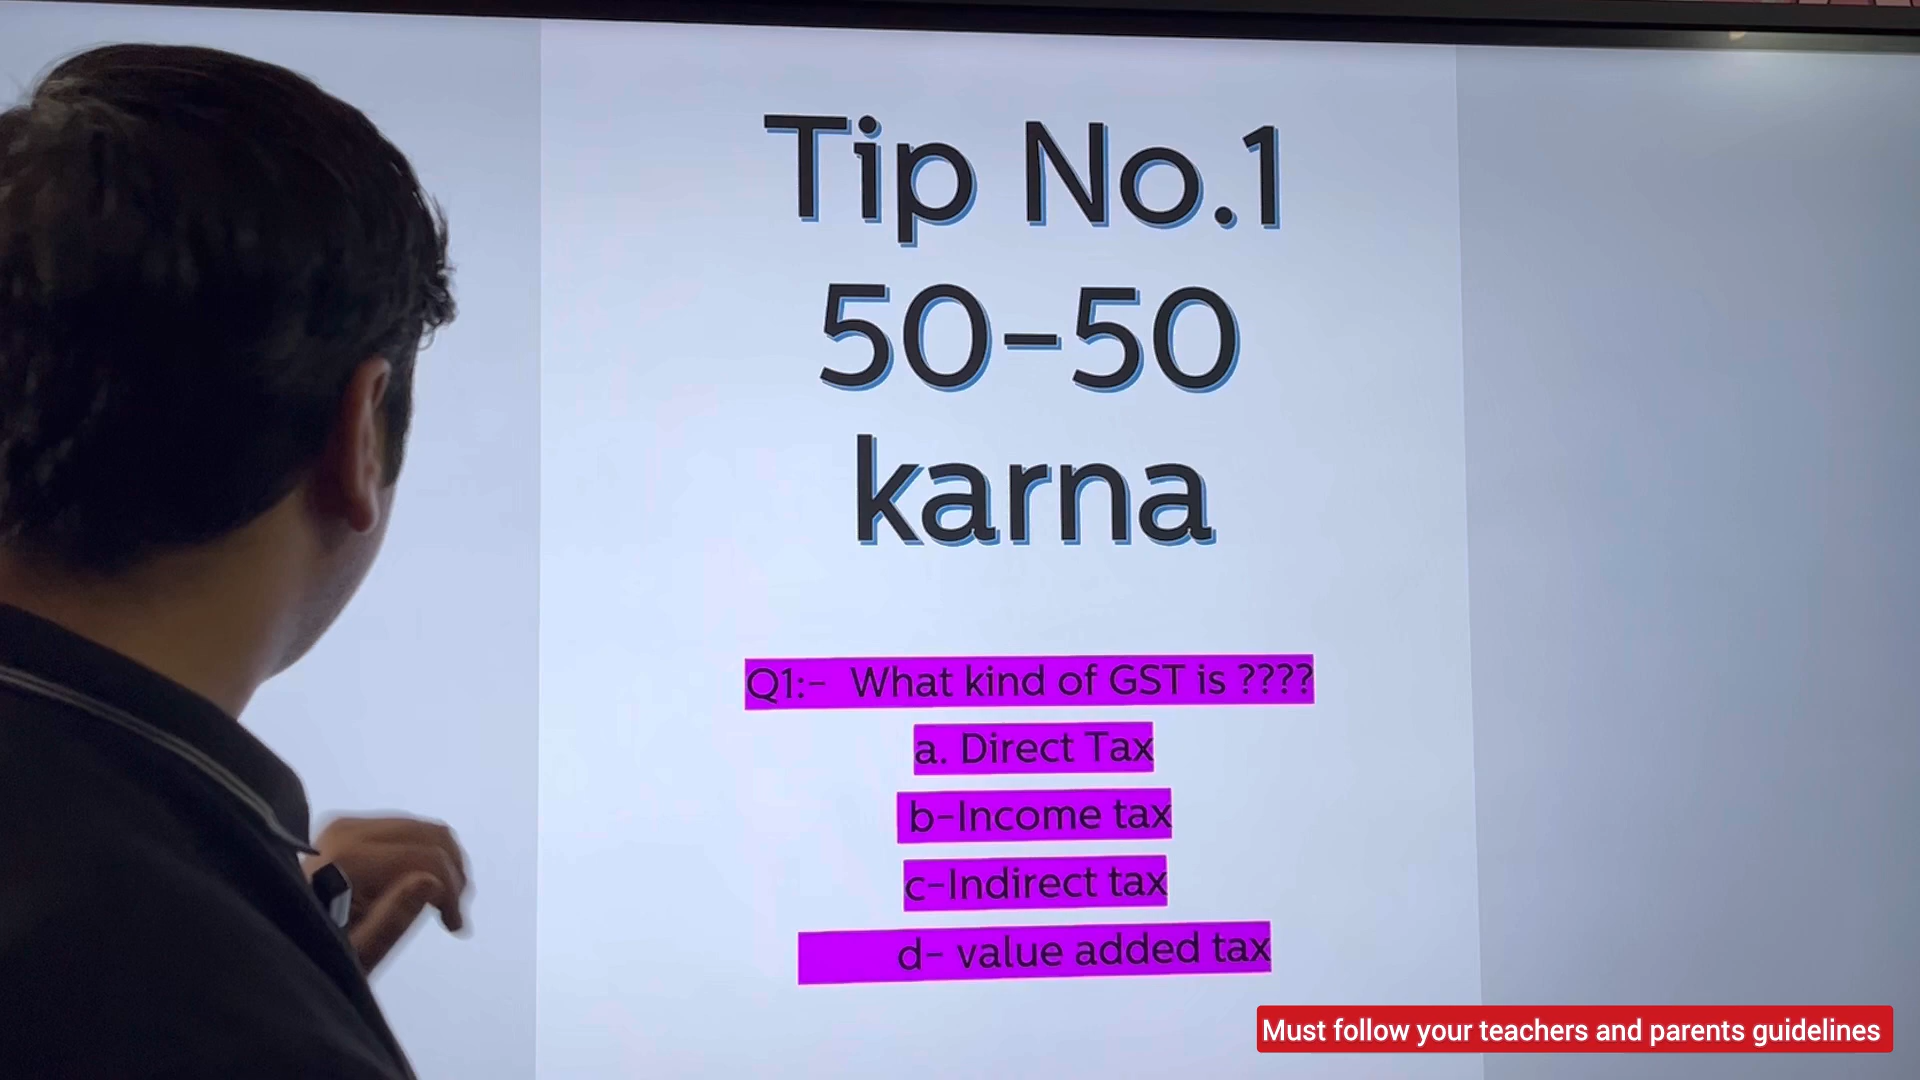 Tip No.1
50-50
karna
Q1:- What kind of GST is ????
a. Direct Tax
b-Income tax
c-Indirect tax
d- value added tax
Must follow your teachers and parents guidelines